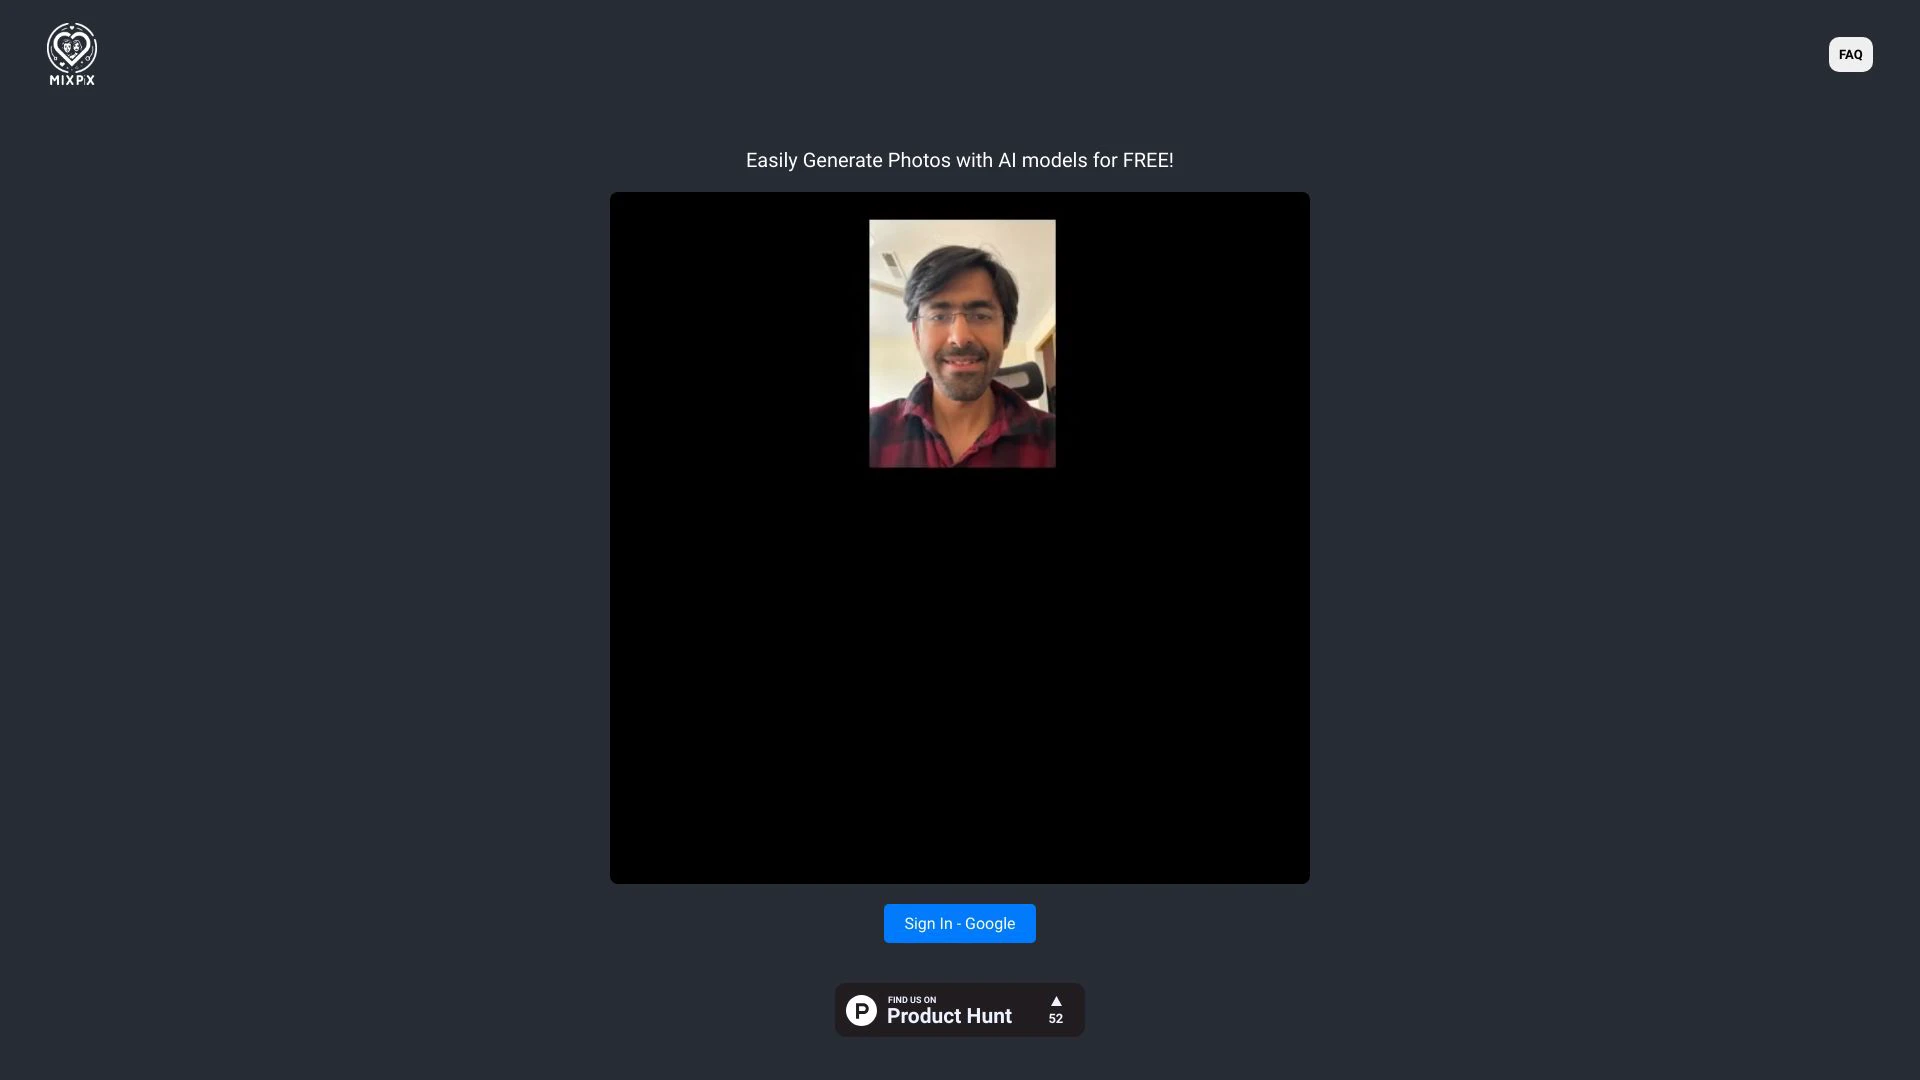 MIXPiX
FAQ
Easily Generate Photos with AI models for FREE!
Sign In - Google
P
FIND US ON
Product Hunt
▲
52